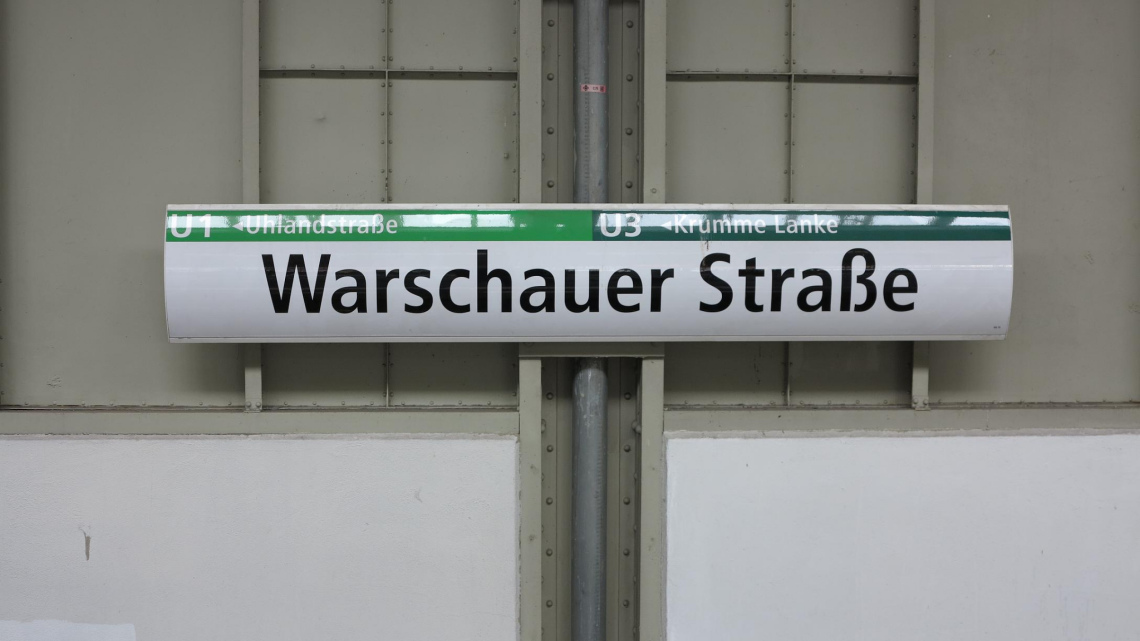 U1 ◂Uhlandstraße U3 ◂Krumme Lanke
Warschauer Straße